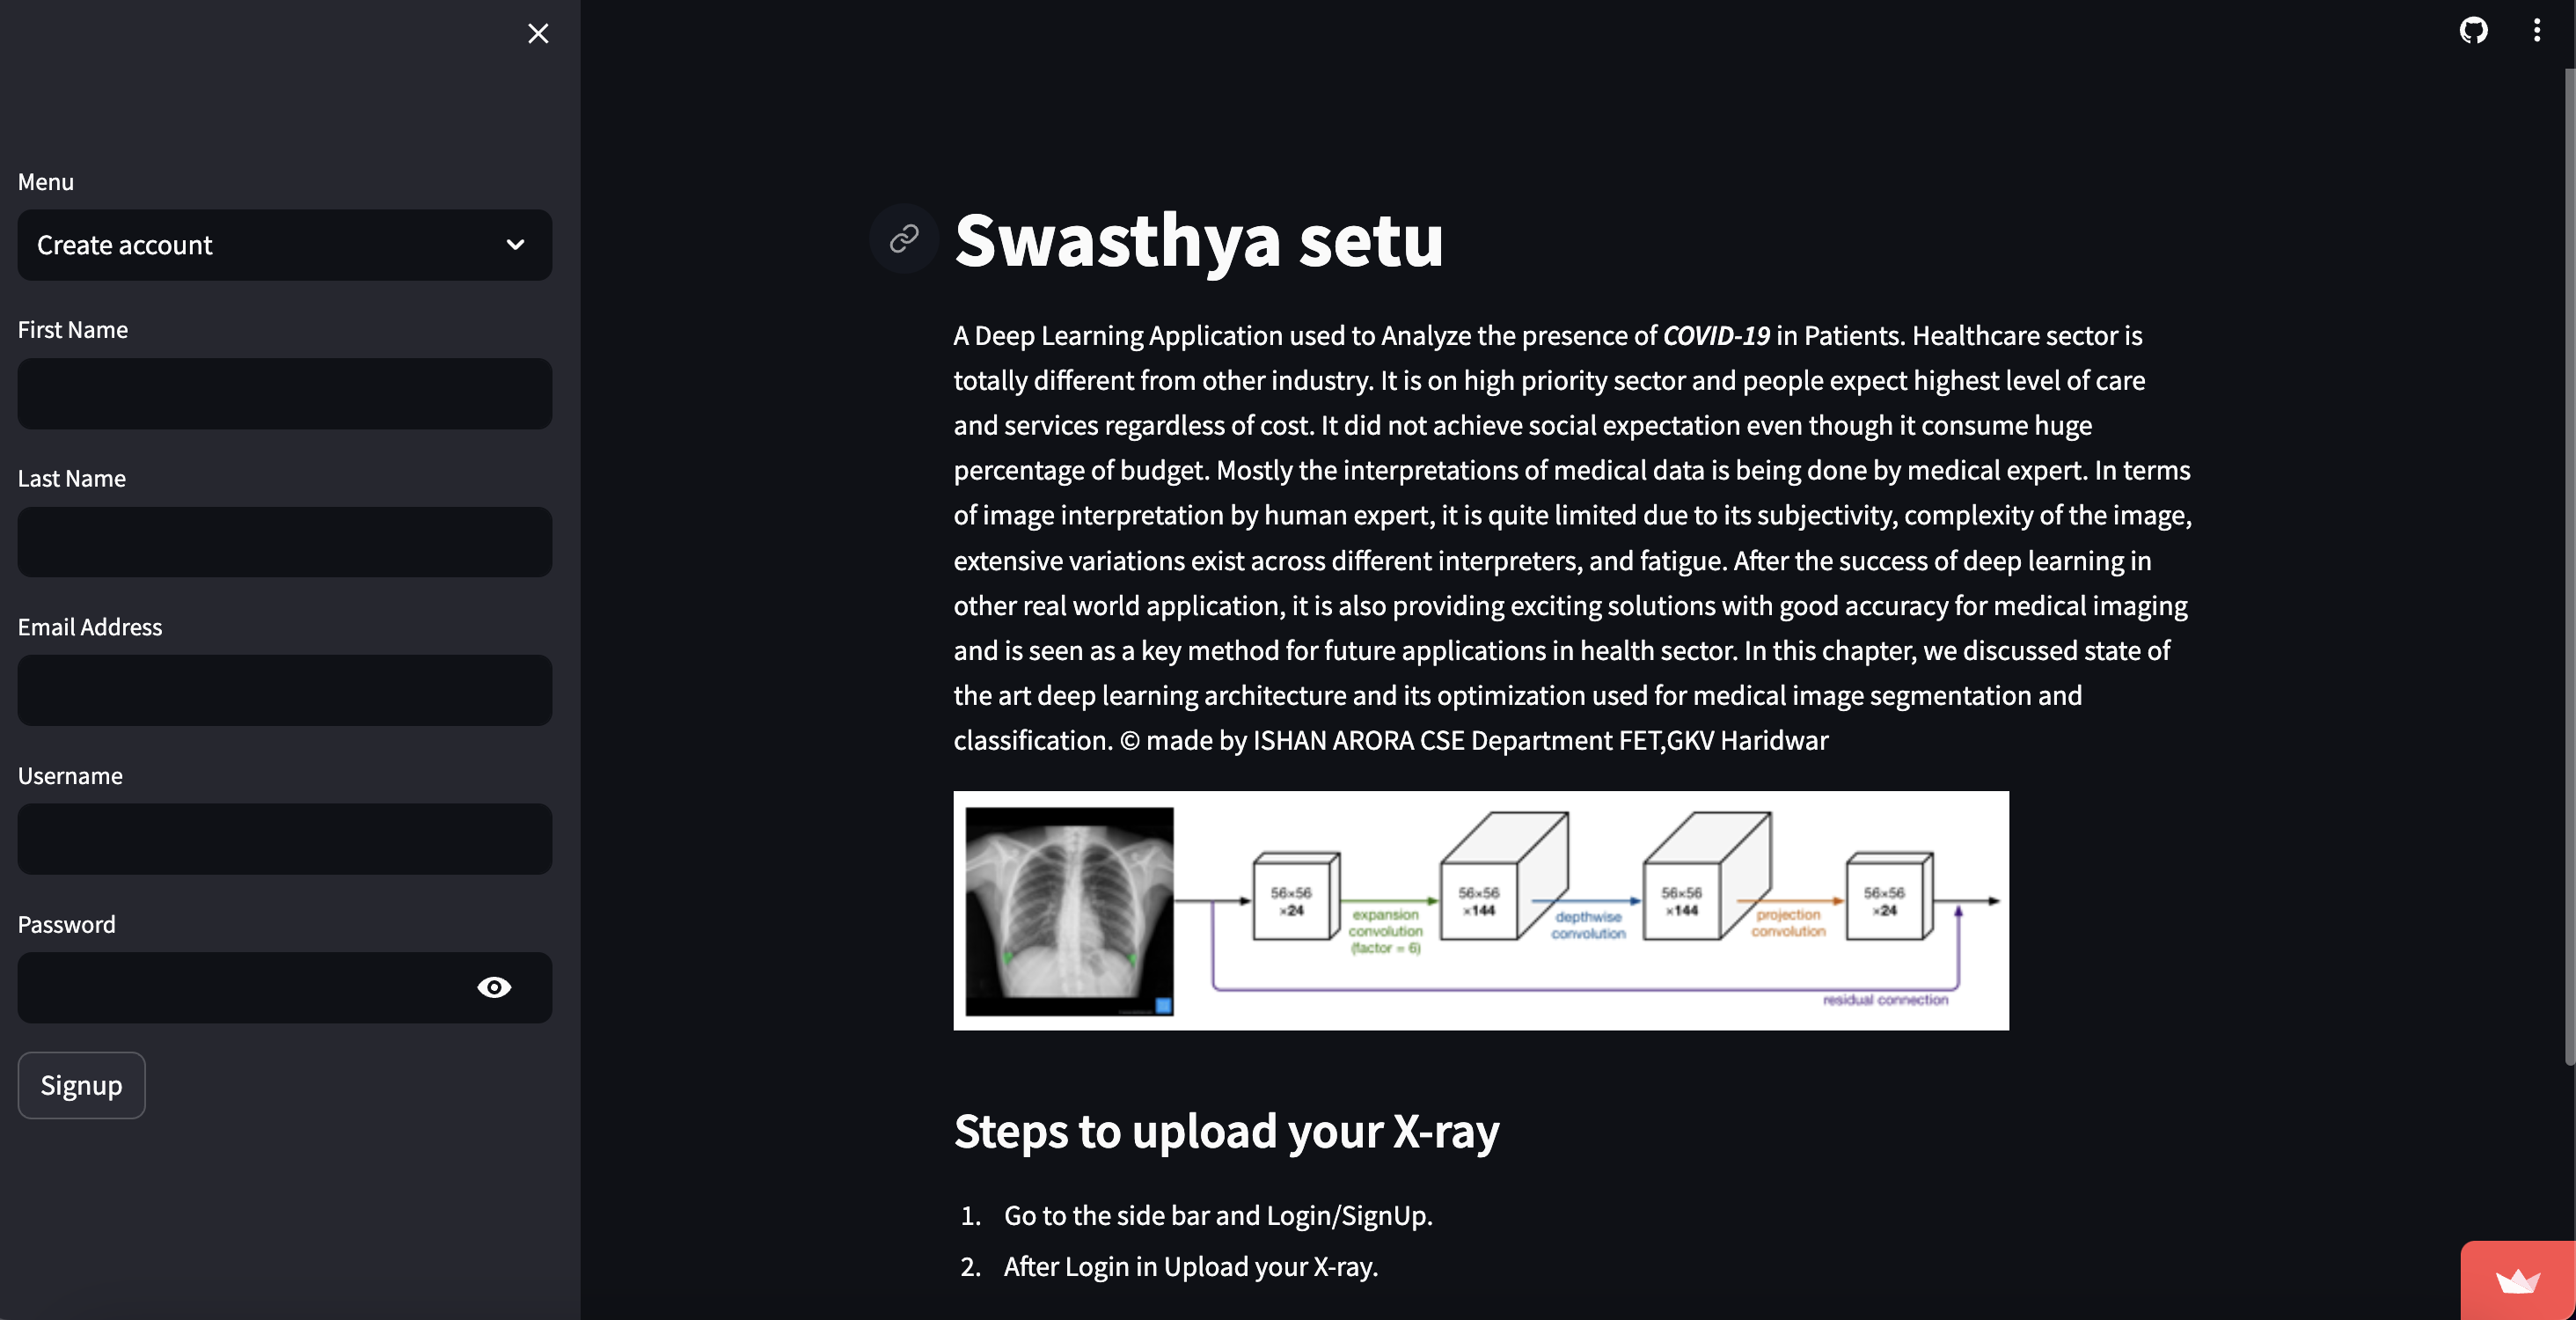 Menu
Create account
First Name
Last Name
Email Address
Username
Password
Signup
Swasthya setu
A Deep Learning Application used to Analyze the presence of COVID-19 in Patients. Healthcare sector is
totally different from other industry. It is on high priority sector and people expect highest level of care
and services regardless of cost. It did not achieve social expectation even though it consume huge
percentage of budget. Mostly the interpretations of medical data is being done by medical expert. In terms
of image interpretation by human expert, it is quite limited due to its subjectivity, complexity of the image,
extensive variations exist across different interpreters, and fatigue. After the success of deep learning in
other real world application, it is also providing exciting solutions with good accuracy for medical imaging
and is seen as a key method for future applications in health sector. In this chapter, we discussed state of
the art deep learning architecture and its optimization used for medical image segmentation and
classification. © made by ISHAN ARORA CSE Department FET,GKV Haridwar
56×56
×24
expansion
convolution
(factor = 6)
56×56
×144
depthwise
convolution
56×56
×144
projection
convolution
56×56
×24
residual connection
Steps to upload your X-ray
1. Go to the side bar and Login/SignUp.
2. After Login in Upload your X-ray.